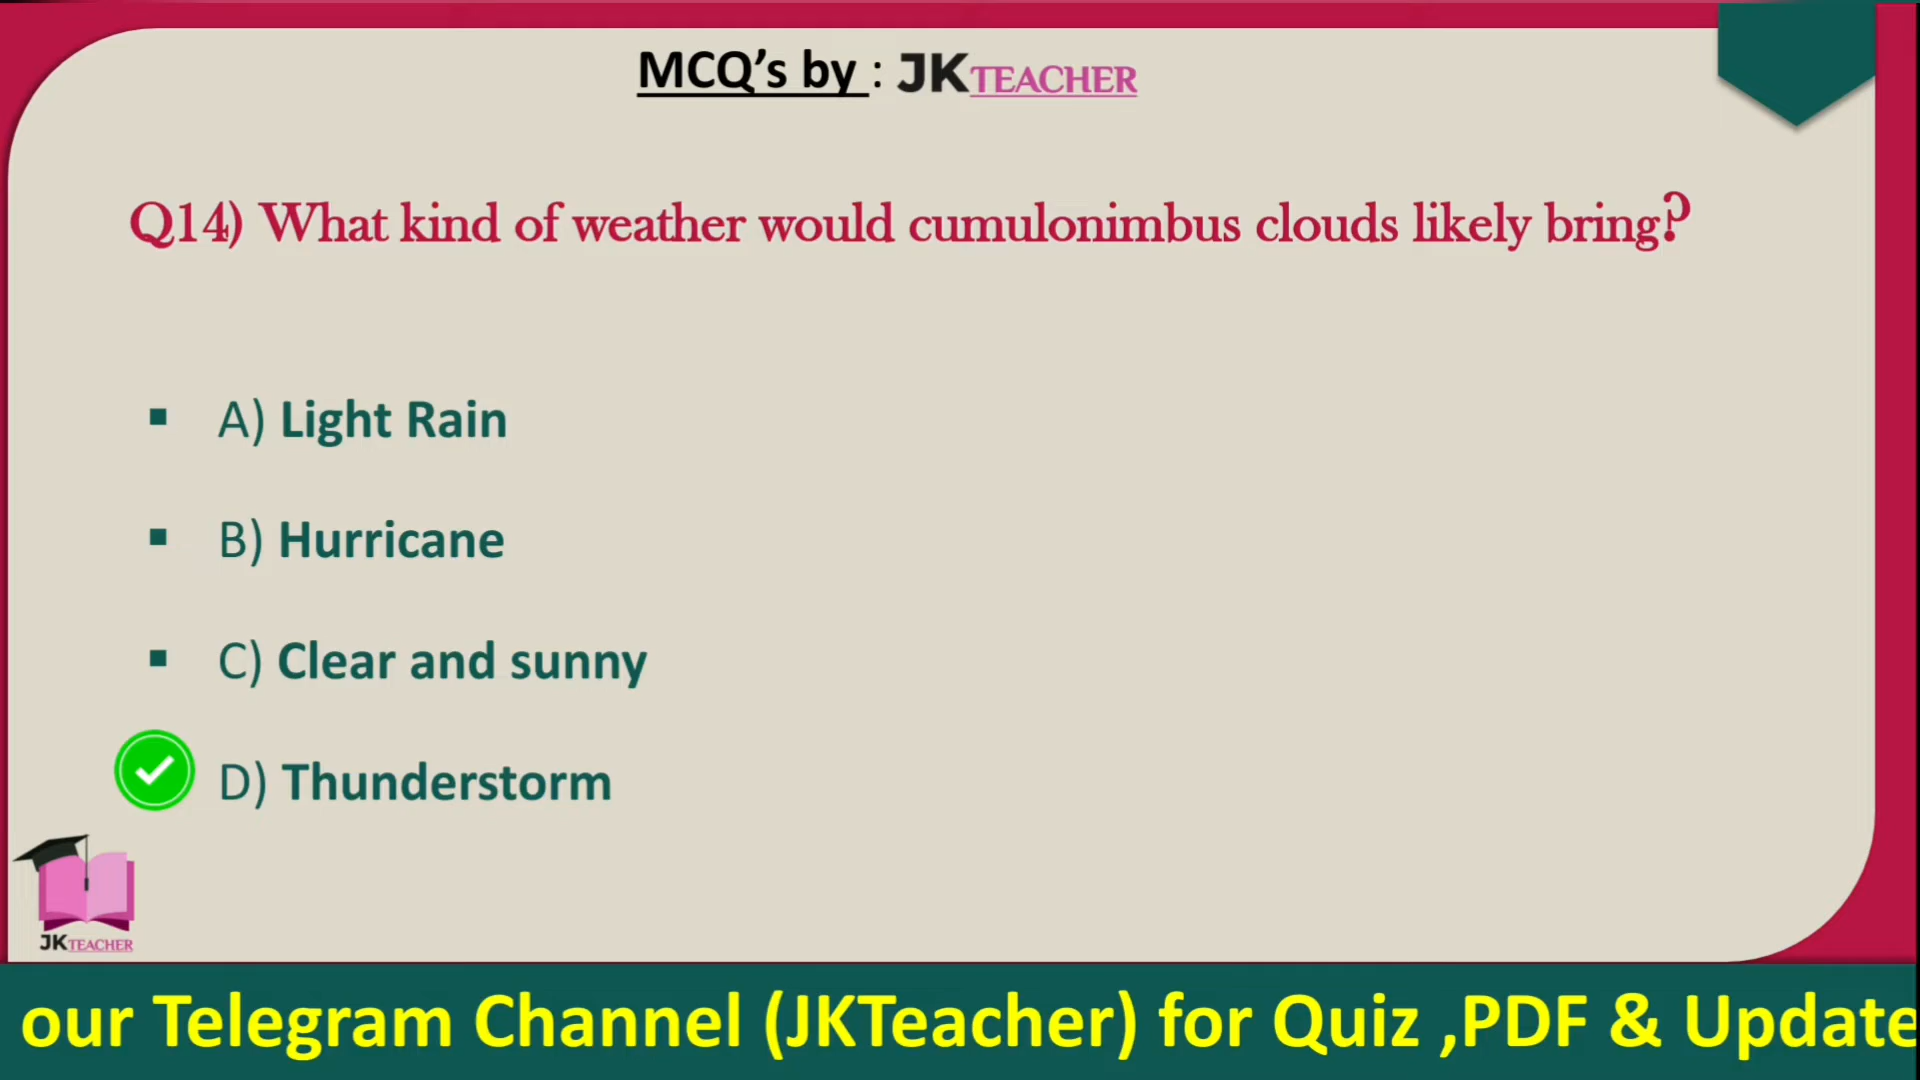 MCQ’s by : JKTEACHER
Q14) What kind of weather would cumulonimbus clouds likely bring?
▪ A) Light Rain
▪ B) Hurricane
▪ C) Clear and sunny
D) Thunderstorm
JKTEACHER
our Telegram Channel (JKTeacher) for Quiz ,PDF & Update